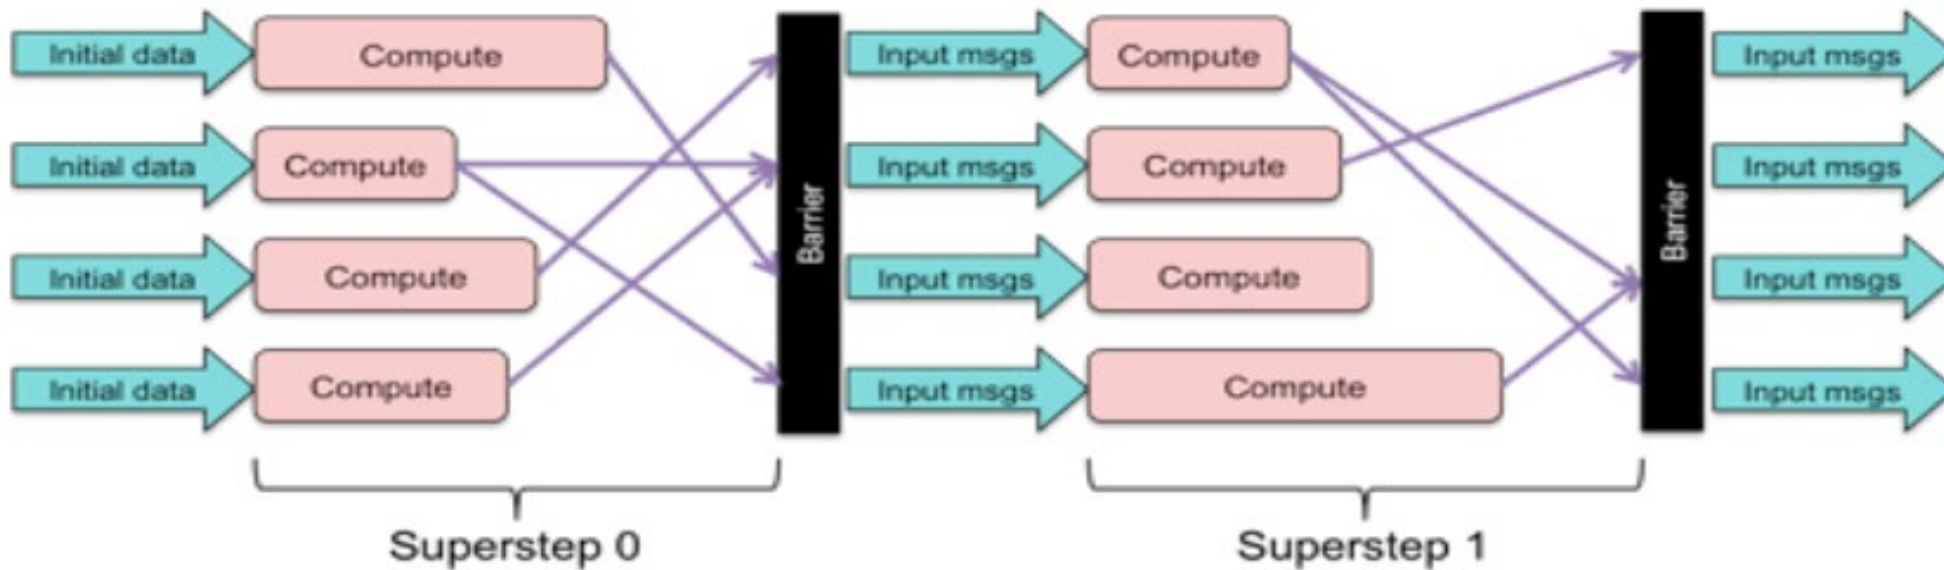 Initial data
Compute
Input msgs
Compute
Input msgs
Initial data
Compute
Input msgs
Compute
Input msgs
Barrier
Barrier
Initial data
Compute
Input msgs
Compute
Input msgs
Initial data
Compute
Input msgs
Compute
Input msgs
Superstep 0
Superstep 1